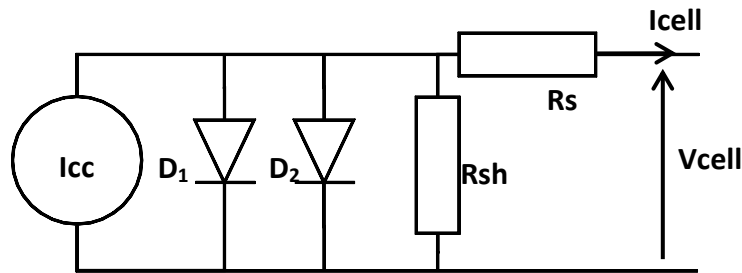 Icell
Rs
Icc
D₁
D₂
Rsh
Vcell